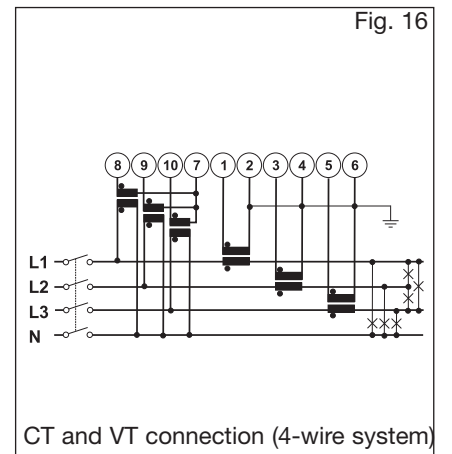 Fig. 16
8 9 10 7 1 2 3 4 5 6
L1
L2
L3
N
CT and VT connection (4-wire system)